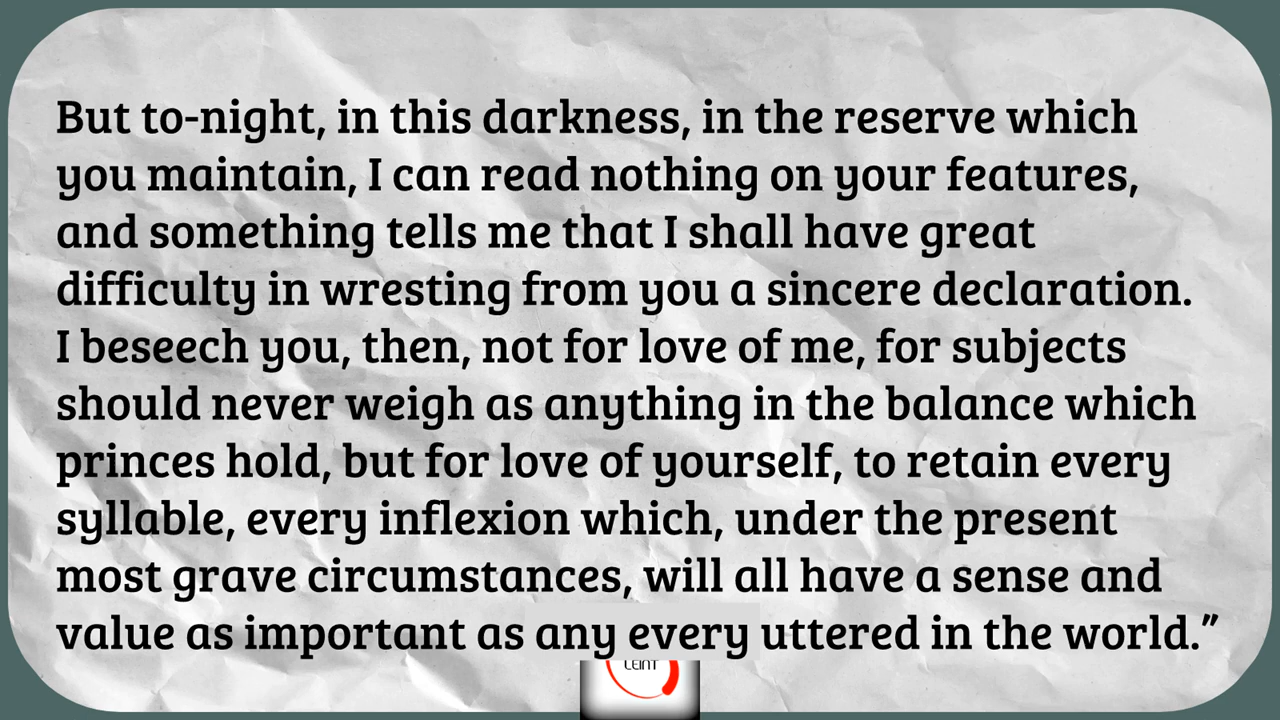 But to-night, in this darkness, in the reserve which
you maintain, I can read nothing on your features,
and something tells me that I shall have great
difficulty in wresting from you a sincere declaration.
I beseech you, then, not for love of me, for subjects
should never weigh as anything in the balance which
princes hold, but for love of yourself, to retain every
syllable, every inflexion which, under the present
most grave circumstances, will all have a sense and
value as important as any every uttered in the world.”
LEINT